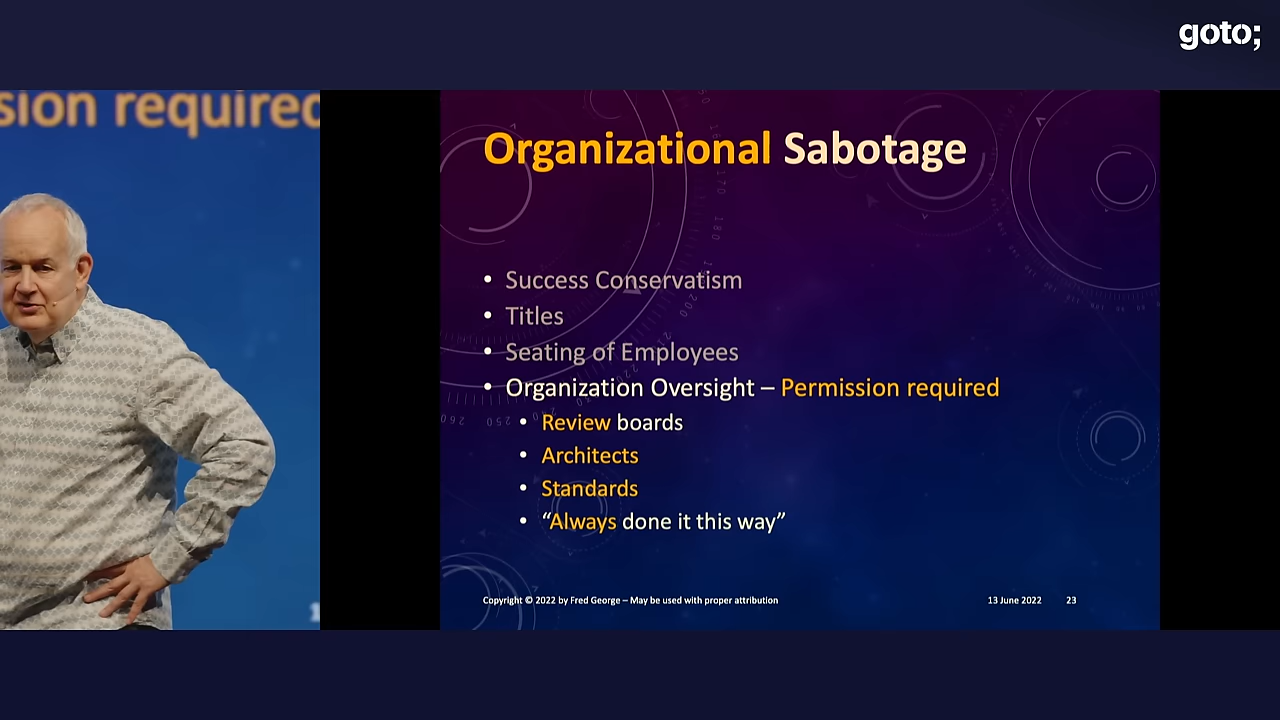 goto;
sion required
Organizational Sabotage
• Success Conservatism
• Titles
• Seating of Employees
• Organization Oversight – Permission required
• Review boards
• Architects
• Standards
• “Always done it this way”
Copyright © 2022 by Fred George – May be used with proper attribution
13 June 2022 23